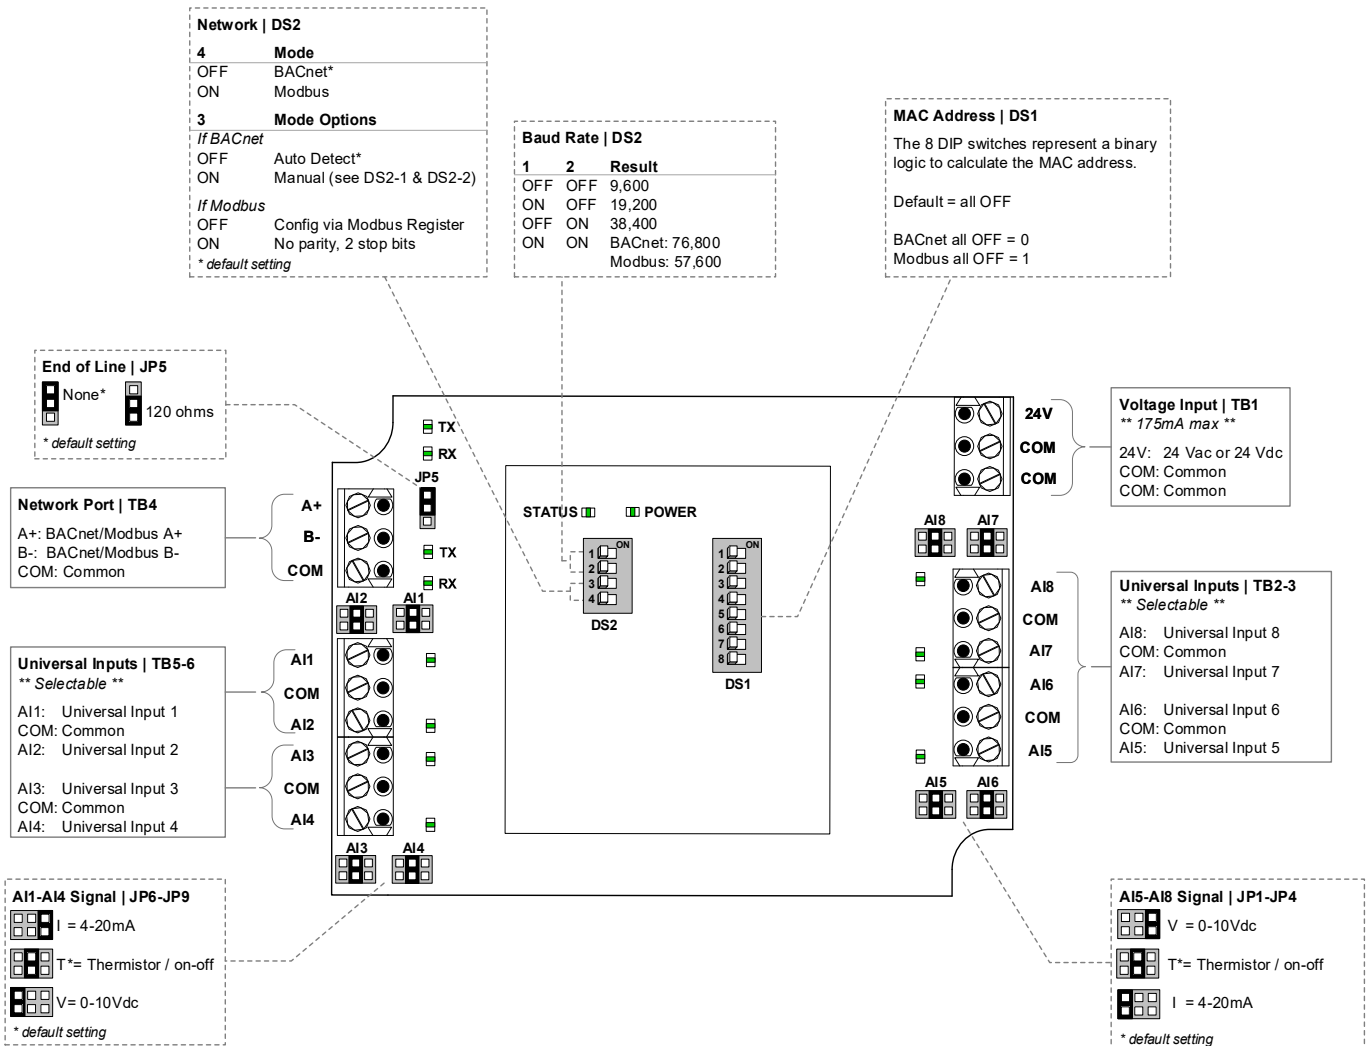 Network | DS2
4 Mode
OFF BACnet*
ON Modbus
3 Mode Options
If BACnet
OFF Auto Detect*
ON Manual (see DS2-1 & DS2-2)
If Modbus
OFF Config via Modbus Register
ON No parity, 2 stop bits
* default setting
Baud Rate | DS2
1 2 Result
OFF OFF 9,600
ON OFF 19,200
OFF ON 38,400
ON ON BACnet: 76,800
Modbus: 57,600
MAC Address | DS1
The 8 DIP switches represent a binary
logic to calculate the MAC address.
Default = all OFF
BACnet all OFF = 0
Modbus all OFF = 1
End of Line | JP5
None*
120 ohms
* default setting
Network Port | TB4
A+: BACnet/Modbus A+
B-: BACnet/Modbus B-
COM: Common
Universal Inputs | TB5-6
** Selectable **
AI1: Universal Input 1
COM: Common
AI2: Universal Input 2
AI3: Universal Input 3
COM: Common
AI4: Universal Input 4
AI1-AI4 Signal | JP6-JP9
I = 4-20mA
T*= Thermistor / on-off
V= 0-10Vdc
* default setting
TX
RX
JP5
A+
B-
COM
TX
RX
AI2 AI1
AI1
COM
AI2
AI3
COM
AI4
AI3 AI4
STATUS
POWER
ON
1
2
3
4
DS2
ON
1
2
3
4
5
6
7
8
DS1
24V
COM
COM
AI8 AI7
AI8
COM
AI7
AI6
COM
AI5
AI5 AI6
Voltage Input | TB1
** 175mA max **
24V: 24 Vac or 24 Vdc
COM: Common
COM: Common
Universal Inputs | TB2-3
** Selectable **
AI8: Universal Input 8
COM: Common
AI7: Universal Input 7
AI6: Universal Input 6
COM: Common
AI5: Universal Input 5
AI5-AI8 Signal | JP1-JP4
V = 0-10Vdc
T*= Thermistor / on-off
I = 4-20mA
* default setting